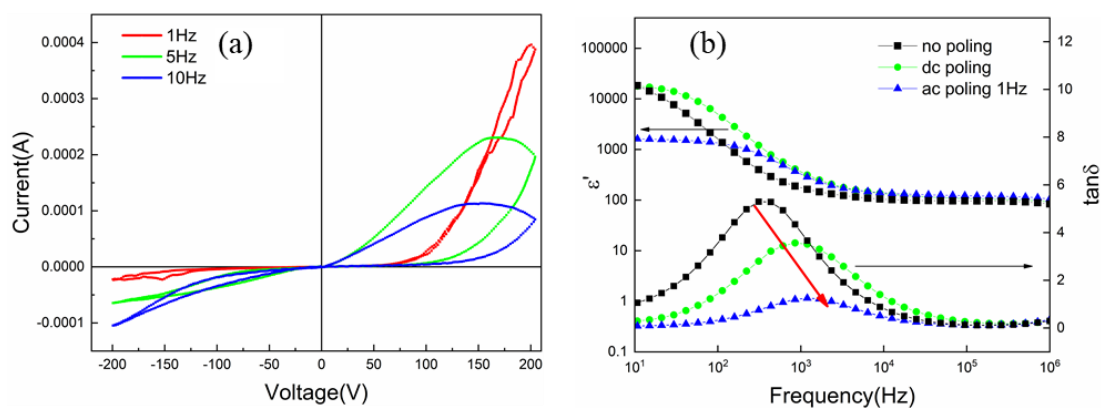 (a)
1Hz
5Hz
10Hz
0.0004
0.0003
0.0002
0.0001
0.0000
-0.0001
Current(A)
-200 -150 -100 -50 0 50 100 150 200
Voltage(V)
(b)
no poling
dc poling
ac poling 1Hz
100000
10000
1000
100
10
1
0.1
ε'
12
10
8
6
4
2
0
tanδ
10¹ 10² 10³ 10⁴ 10⁵ 10⁶
Frequency(Hz)